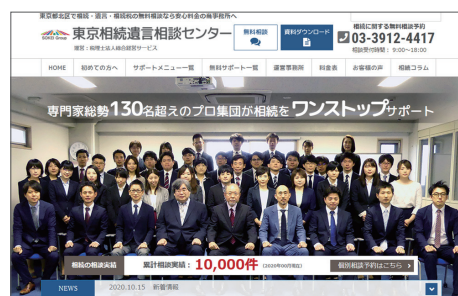 東京都北区で相続・遺言・相続税の無料相談なら安心料金の当事務所へ
SOKEI Group
東京相続遺言相談センター
運営：税理士法人総合経営サービス
無料相談
資料ダウンロード
相続に関する無料相談予約
03-3912-4417
相談受付時間： 9:00～18:00
HOME 初めての方へ サポートメニュー一覧 無料サポート一覧 運営事務所 料金表 お客様の声 相続コラム
専門家総勢130名超えのプロ集団が相続をワンストップサポート
相続の相談実績 累計相談実績： 10,000件 個別相談予約はこちら
NEWS 2020.10.15 新着情報